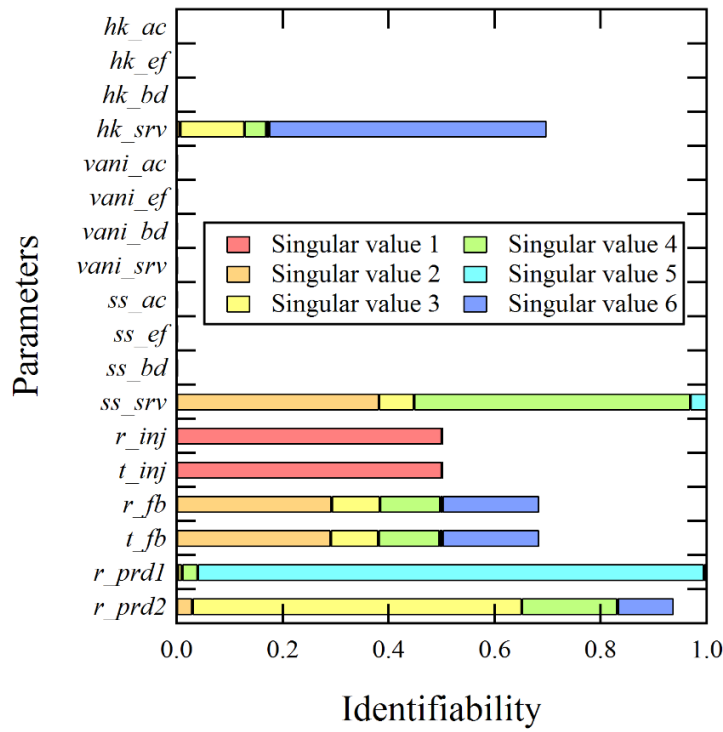 hk_ac
hk_ef
hk_bd
hk_srv
vani_ac
vani_ef
vani_bd
vani_srv
ss_ac
ss_ef
ss_bd
ss_srv
r_inj
t_inj
r_fb
t_fb
r_prd1
r_prd2
Parameters
Singular value 1
Singular value 4
Singular value 2
Singular value 5
Singular value 3
Singular value 6
0.0 0.2 0.4 0.6 0.8 1.0
Identifiability